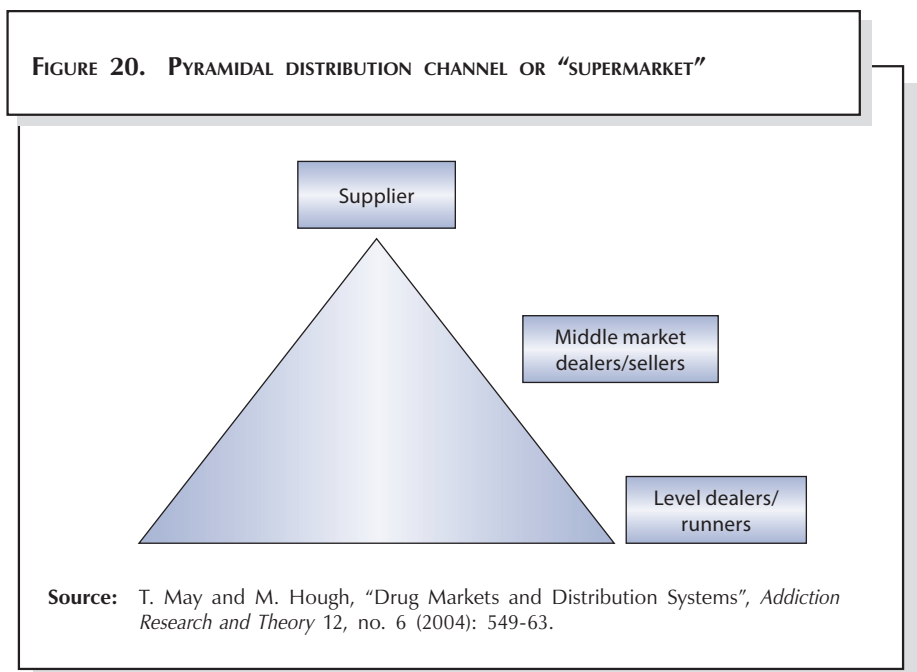 FIGURE 20. PYRAMIDAL DISTRIBUTION CHANNEL OR "SUPERMARKET"
Supplier
Middle market
dealers/sellers
Level dealers/
runners
Source: T. May and M. Hough, "Drug Markets and Distribution Systems", Addiction
Research and Theory 12, no. 6 (2004): 549-63.